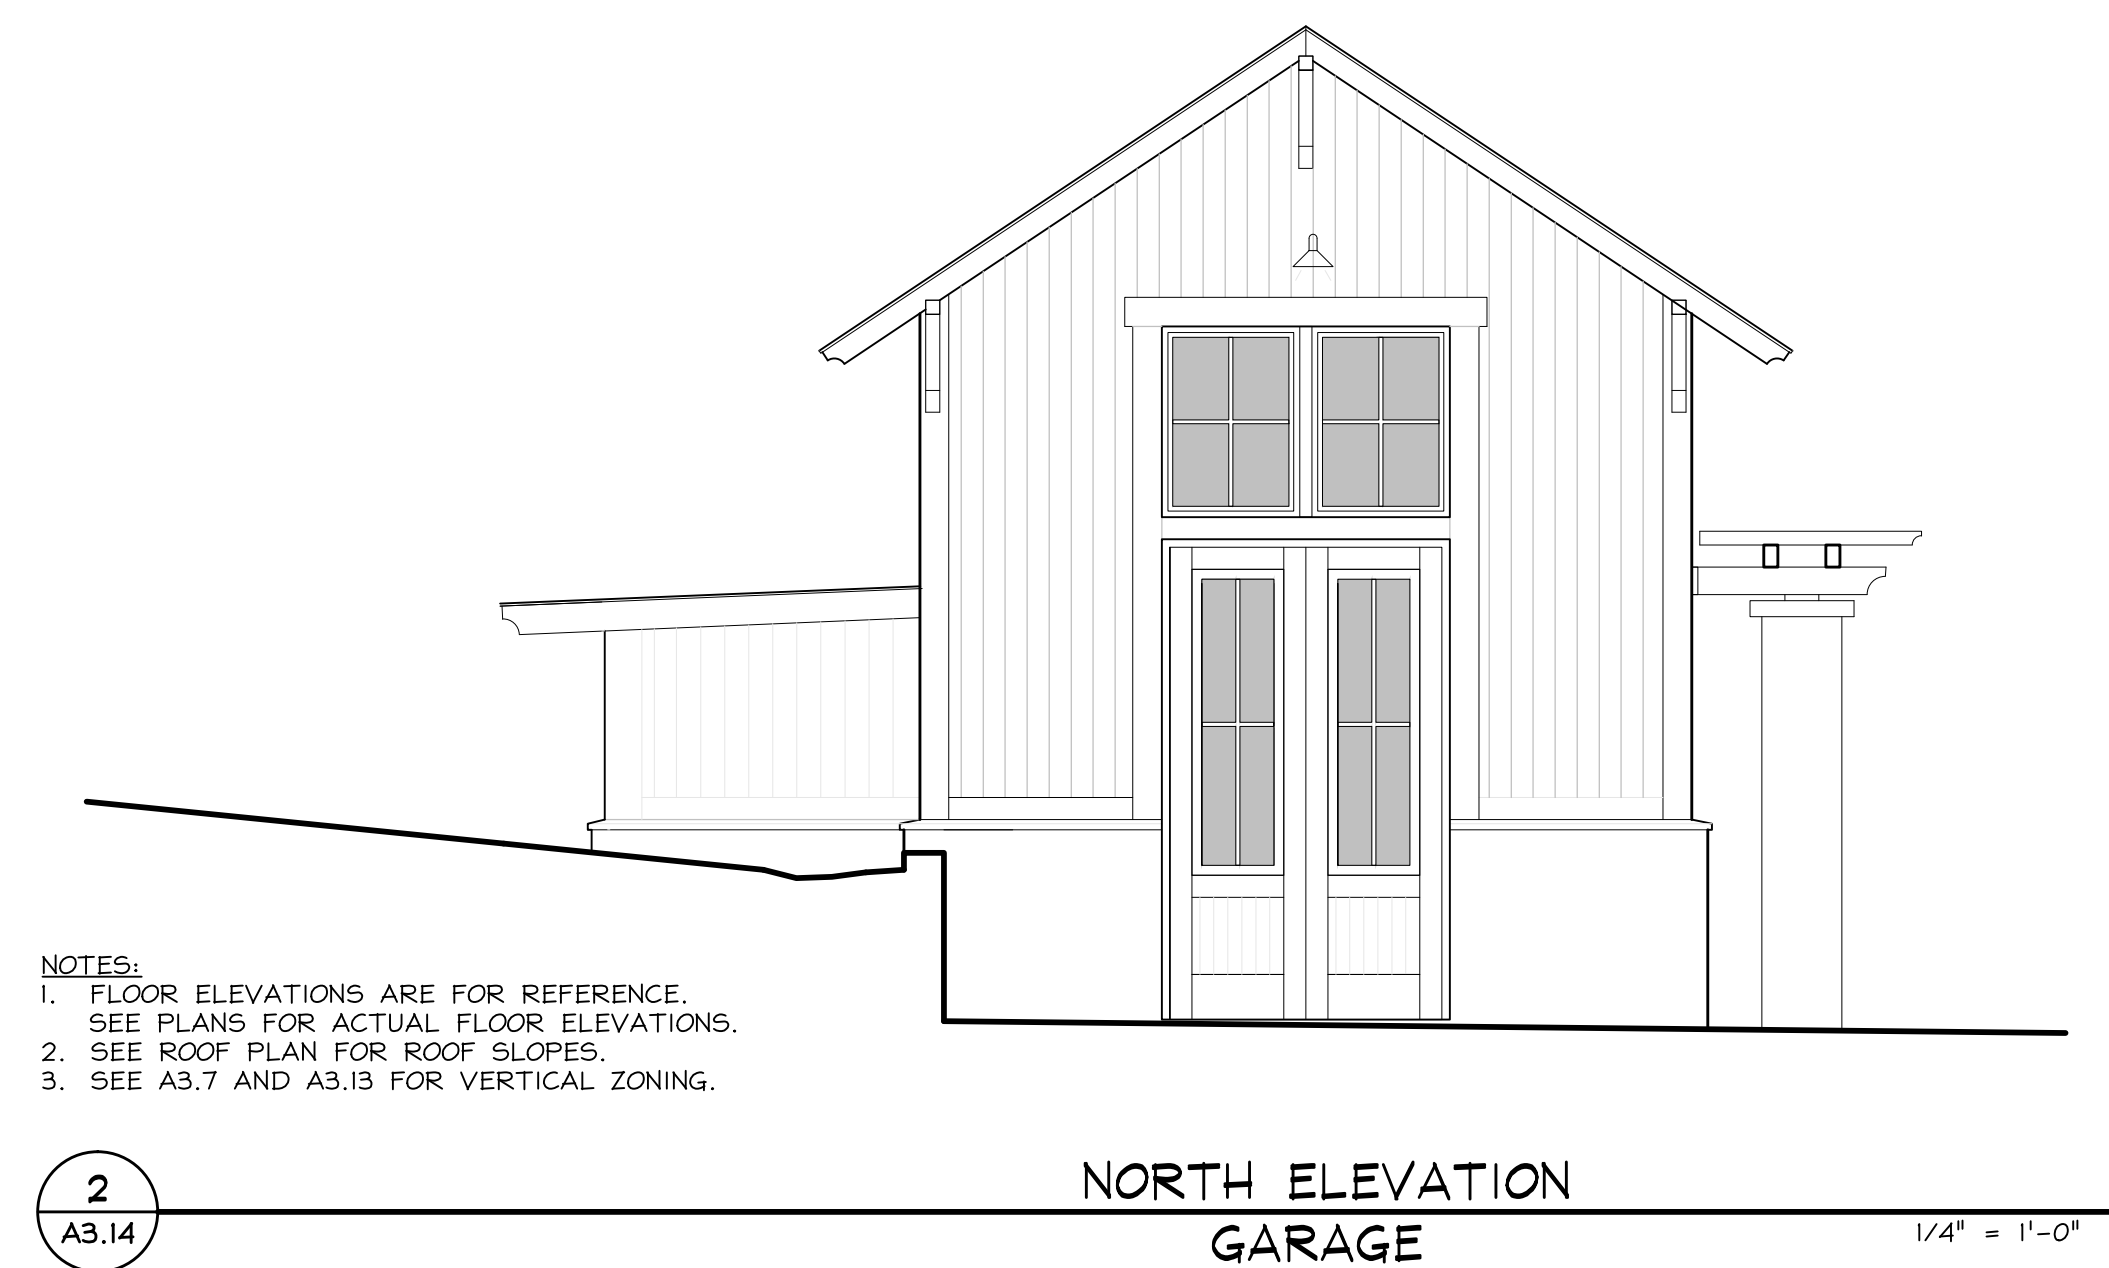 NOTES:
1. FLOOR ELEVATIONS ARE FOR REFERENCE.
SEE PLANS FOR ACTUAL FLOOR ELEVATIONS.
2. SEE ROOF PLAN FOR ROOF SLOPES.
3. SEE A3.7 AND A3.13 FOR VERTICAL ZONING.
2
A3.14
NORTH ELEVATION
GARAGE
1/4" = 1'-0"